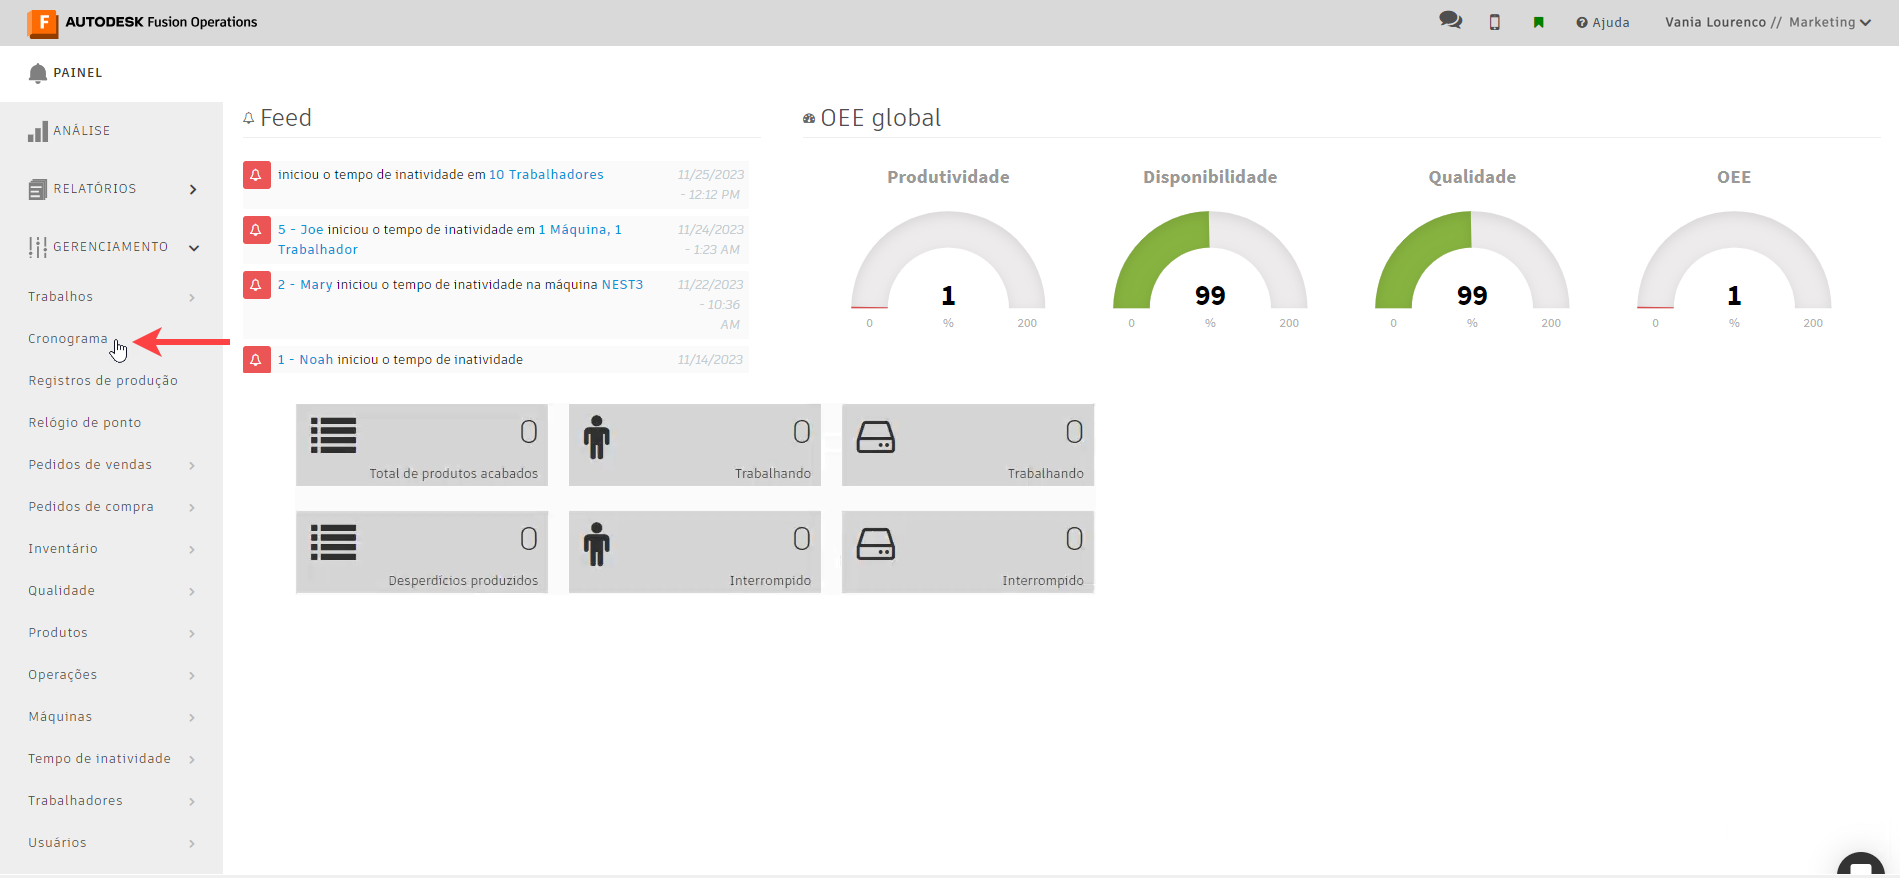 AUTODESK Fusion Operations
Ajuda
Vania Lourenco // Marketing
PAINEL
ANÁLISE
RELATÓRIOS
GERENCIAMENTO
Trabalhos
Cronograma
Registros de produção
Relógio de ponto
Pedidos de vendas
Pedidos de compra
Inventário
Qualidade
Produtos
Operações
Máquinas
Tempo de inatividade
Trabalhadores
Usuários
Feed
iniciou o tempo de inatividade em 10 Trabalhadores
11/25/2023
- 12:12 PM
5 - Joe iniciou o tempo de inatividade em 1 Máquina, 1
Trabalhador
11/24/2023
- 1:23 AM
2 - Mary iniciou o tempo de inatividade na máquina NEST3
11/22/2023
- 10:36
AM
1 - Noah iniciou o tempo de inatividade
11/14/2023
OEE global
Produtividade
1
0 % 200
Disponibilidade
99
0 % 200
Qualidade
99
0 % 200
OEE
1
0 % 200
0
Total de produtos acabados
0
Trabalhando
0
Trabalhando
0
Desperdícios produzidos
0
Interrompido
0
Interrompido